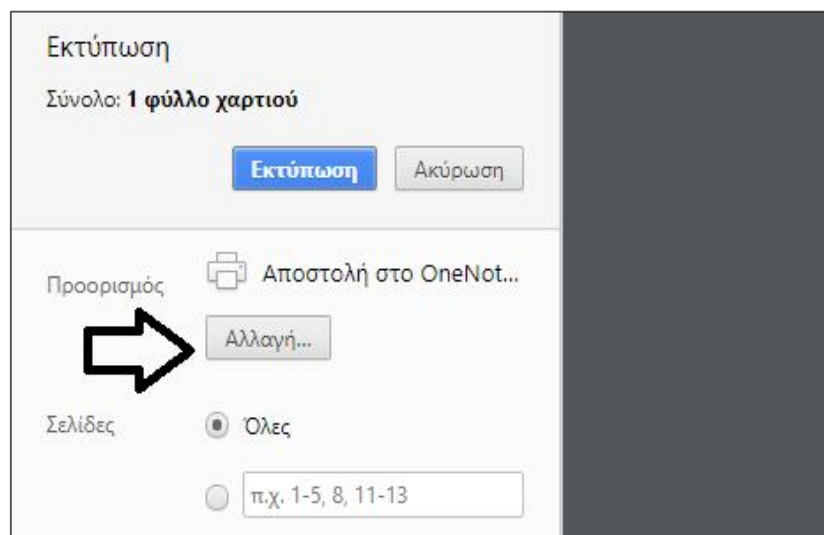 Εκτύπωση
Σύνολο: 1 φύλλο χαρτιού
Εκτύπωση Ακύρωση
Προορισμός Αποστολή στο OneNot...
Αλλαγή...
Σελίδες Όλες
π.χ. 1-5, 8, 11-13